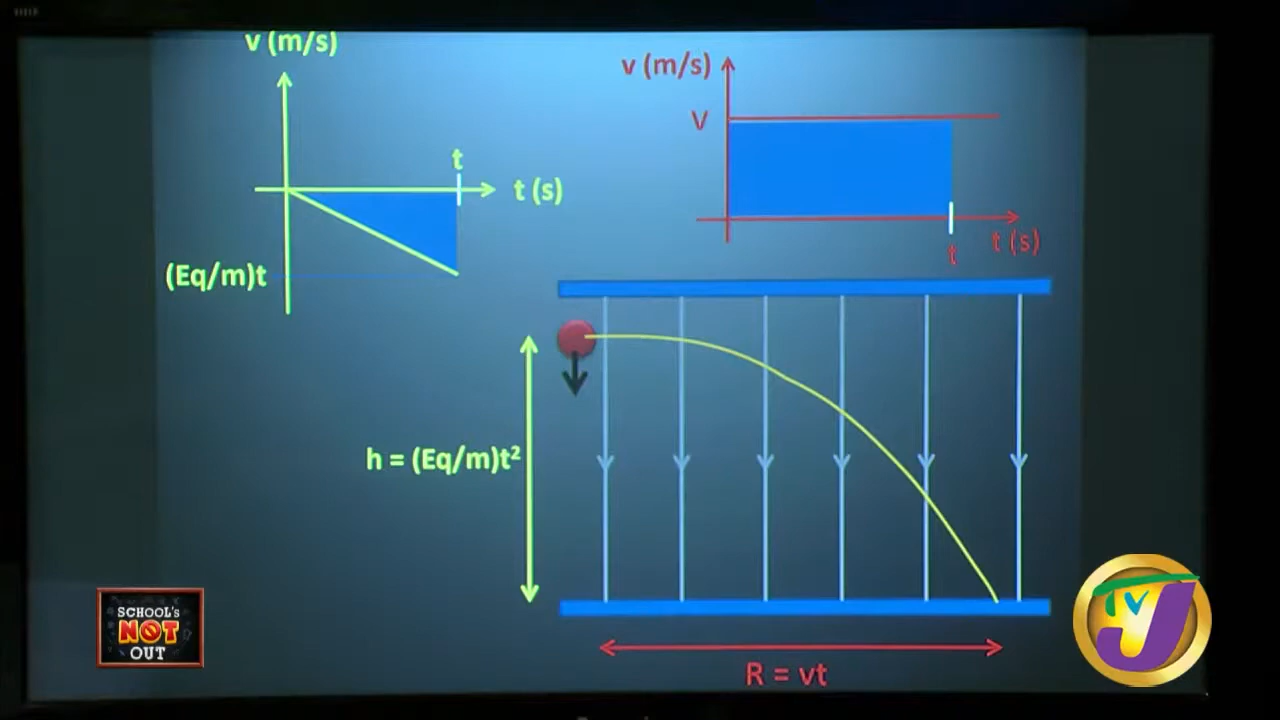 v (m/s)
t
t (s)
(Eq/m)t
v (m/s)
V
t
t (s)
h = (Eq/m)t²
R = vt
SCHOOL's
NOT
OUT
TVJ